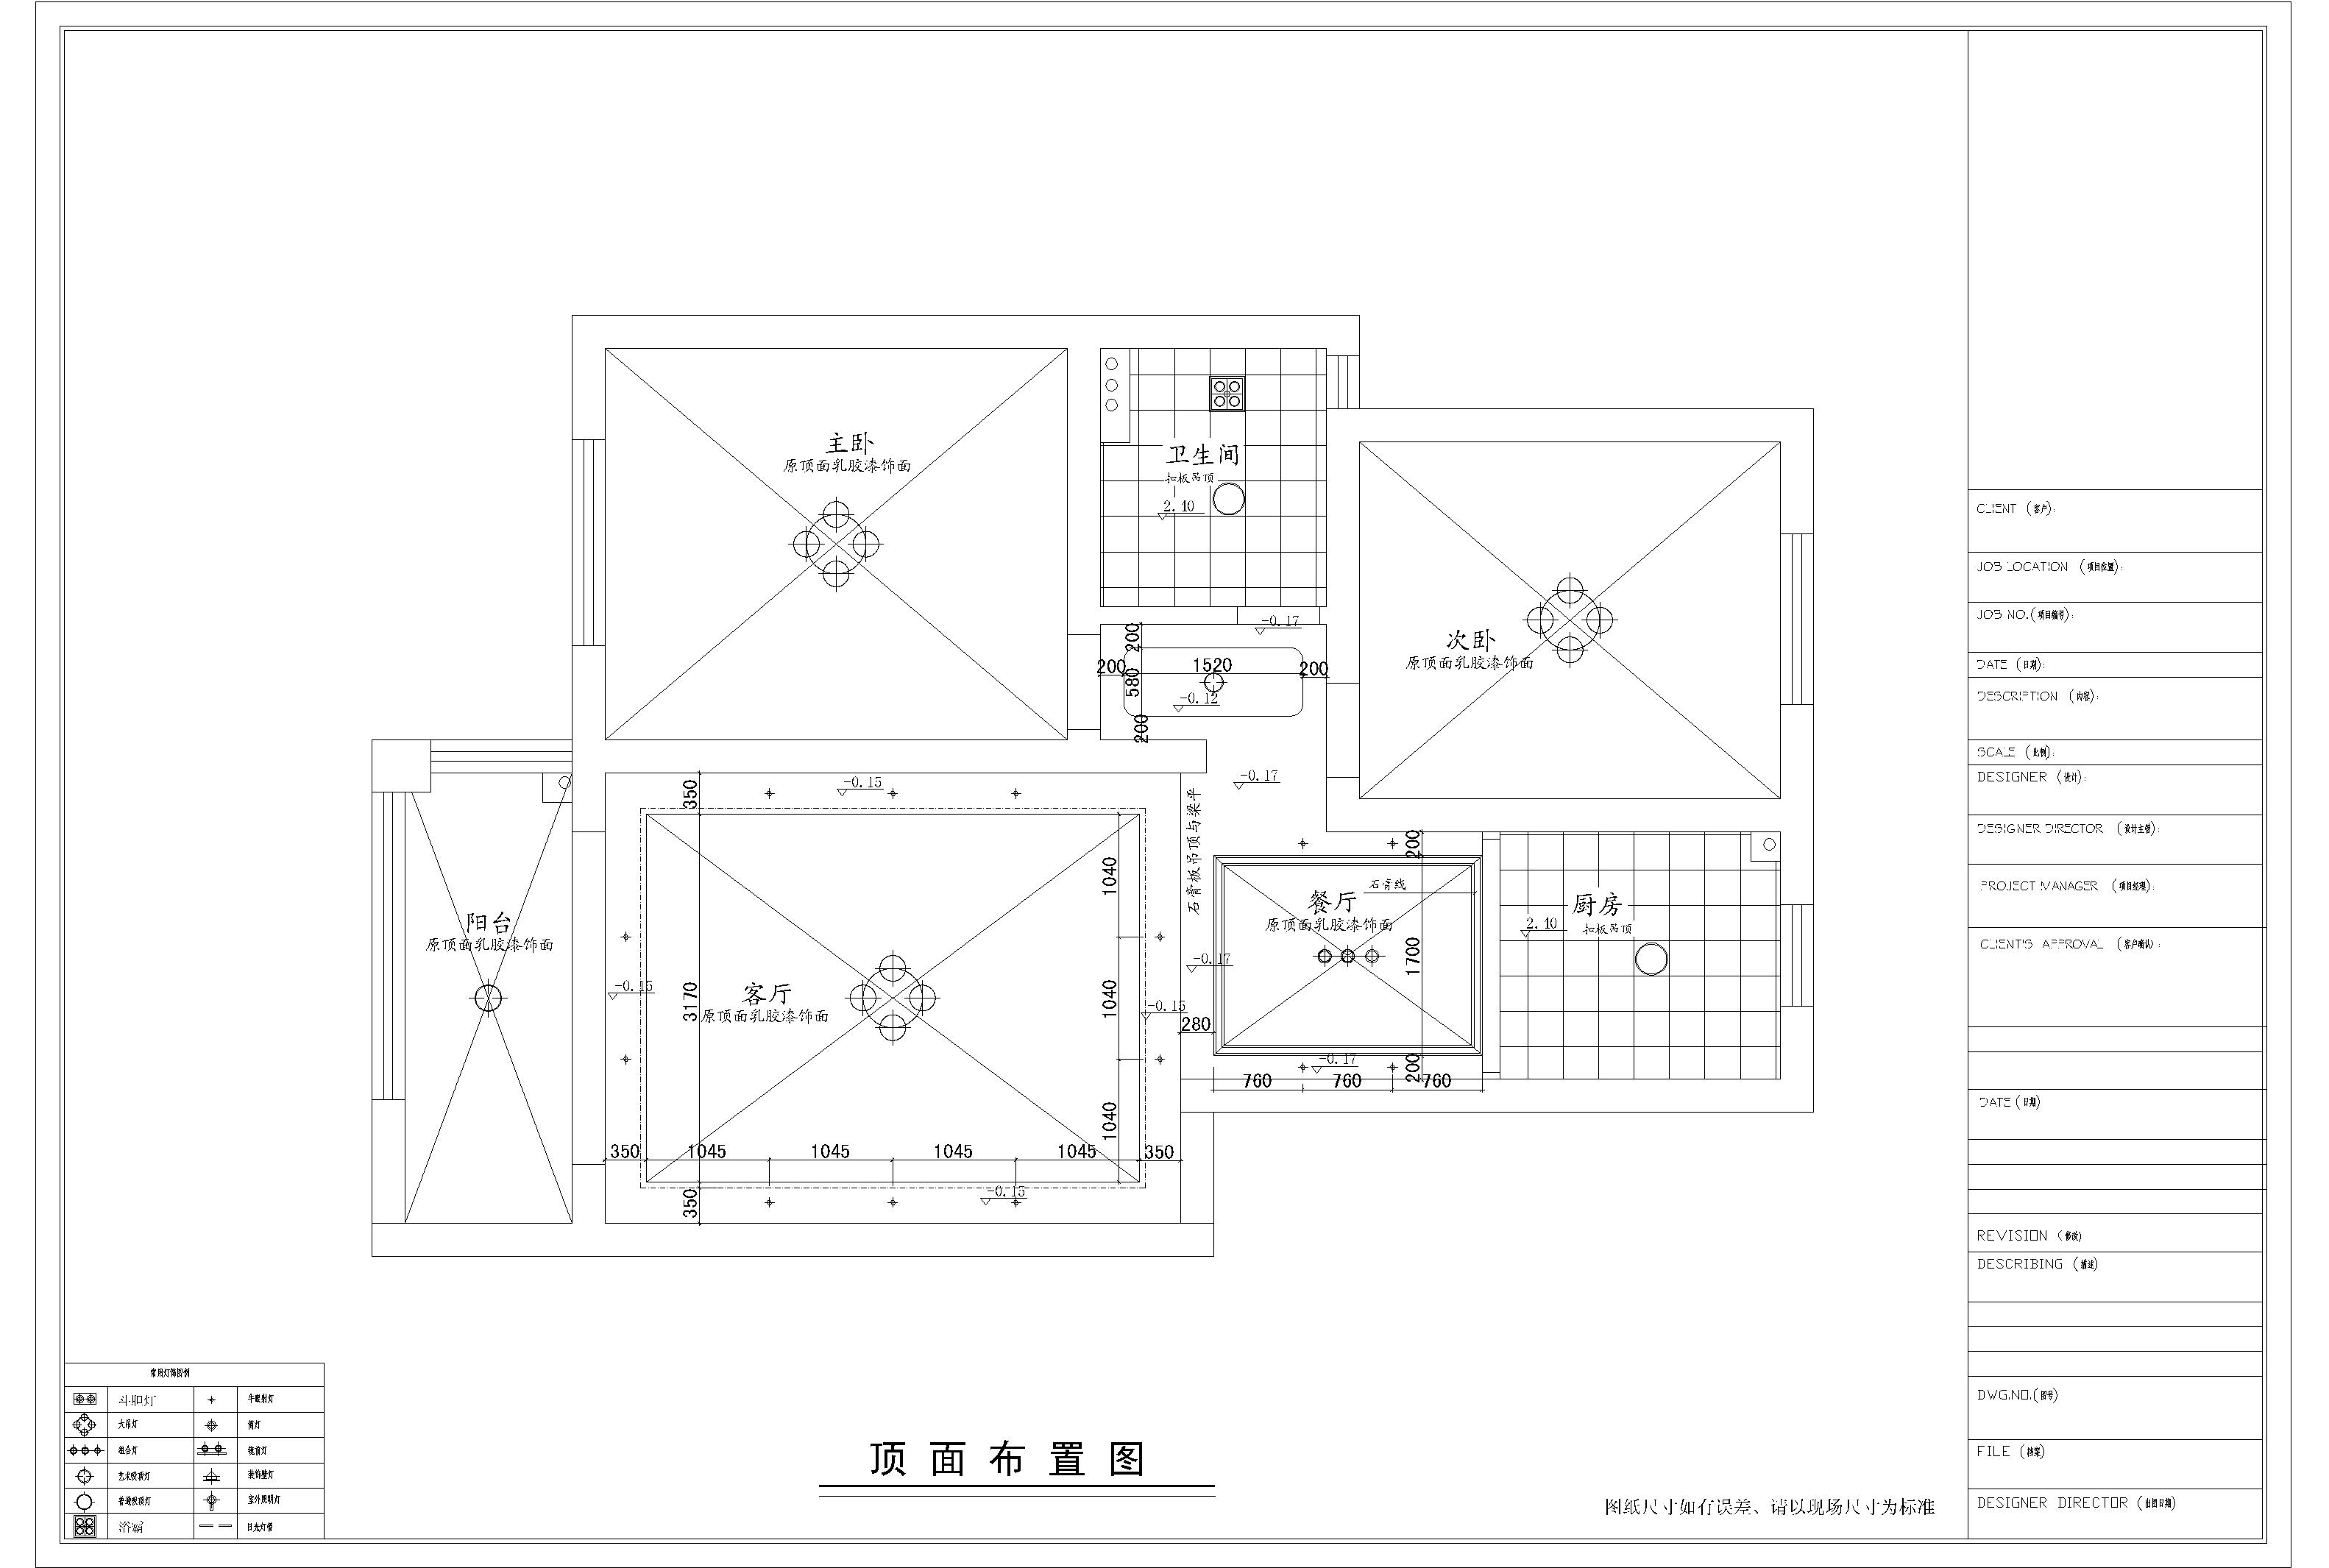 主卧
原顶面乳胶漆饰面
卫生间
扣板吊顶
2.40
-0.17
200
200
1520
200
580
-0.12
200
次卧
原顶面乳胶漆饰面
-0.17
350
-0.15
石膏板吊顶与梁平
200
1040
石膏线
餐厅
原顶面乳胶漆饰面
厨房
2.40
扣板吊顶
阳台
原顶面乳胶漆饰面
1700
-0.17
-0.15
3170
客厅
原顶面乳胶漆饰面
1040
-0.15
280
-0.17
200
760
760
760
1040
350
1045
1045
1045
1045
350
350
-0.15
常用灯饰图例
斗胆灯
牛眼射灯
大吊灯
筒灯
组合灯
镜前灯
艺术吸顶灯
装饰壁灯
普通吸顶灯
室外照明灯
浴霸
日光灯管
顶面布置图
图纸尺寸如有误差、请以现场尺寸为标准
CLIENT (客户):
JOB LOCATION (项目位置):
JOB NO.(项目编号):
DATE (日期):
DESCRIPTION (内容):
SCALE (比例):
DESIGNER (设计):
DESIGNER DIRECTOR (设计主管):
PROJECT MANAGER (项目经理):
CLIENT'S APPROVAL (客户确认):
DATE(日期)
REVISION (修改)
DESCRIBING (描述)
DWG.NO.(图号)
FILE (档案)
DESIGNER DIRECTOR (出图日期)